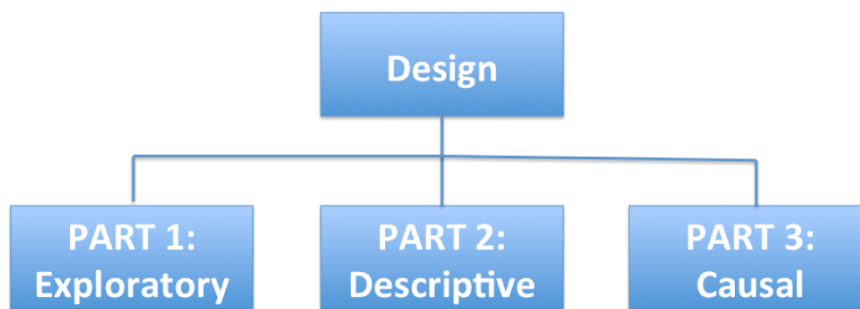 Design
PART 1:
Exploratory
PART 2:
Descriptive
PART 3:
Causal